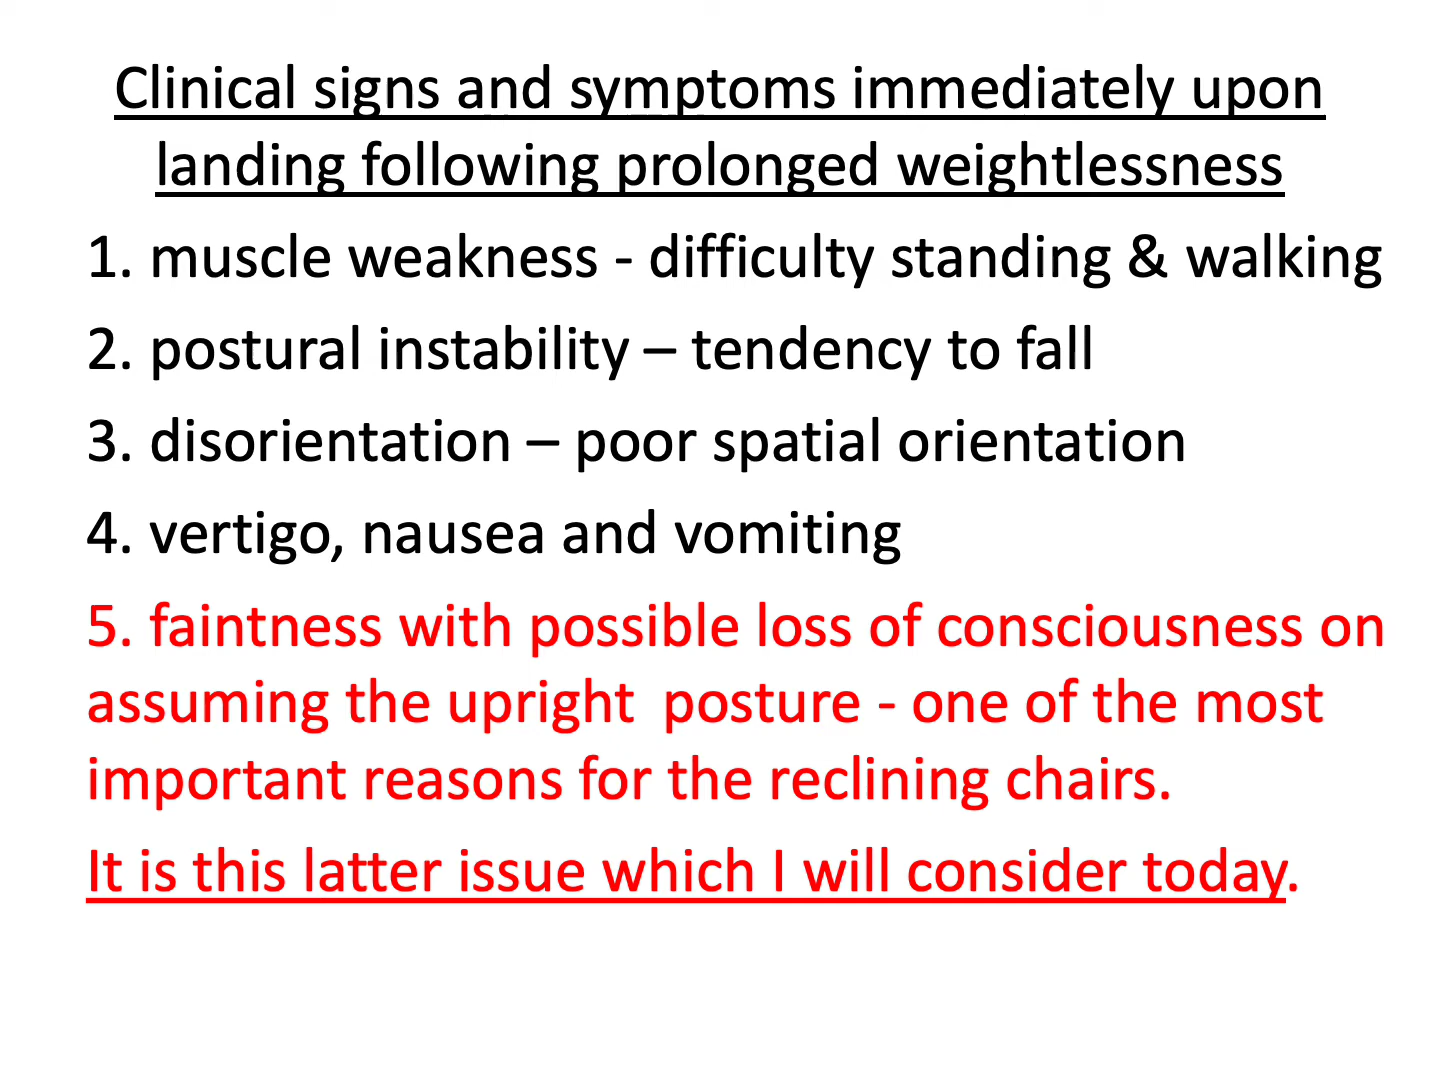 Clinical signs and symptoms immediately upon
landing following prolonged weightlessness
1. muscle weakness - difficulty standing & walking
2. postural instability – tendency to fall
3. disorientation – poor spatial orientation
4. vertigo, nausea and vomiting
5. faintness with possible loss of consciousness on
assuming the upright  posture - one of the most
important reasons for the reclining chairs.
It is this latter issue which I will consider today.